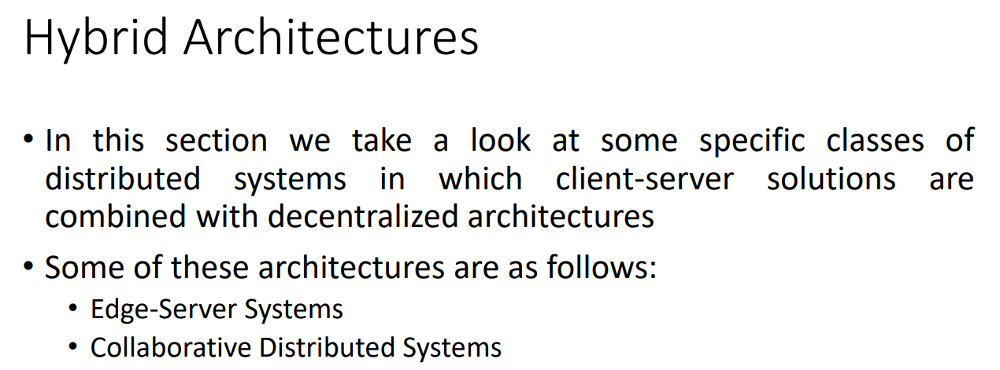 Hybrid Architectures
• In this section we take a look at some specific classes of
distributed systems in which client-server solutions are
combined with decentralized architectures
• Some of these architectures are as follows:
• Edge-Server Systems
• Collaborative Distributed Systems